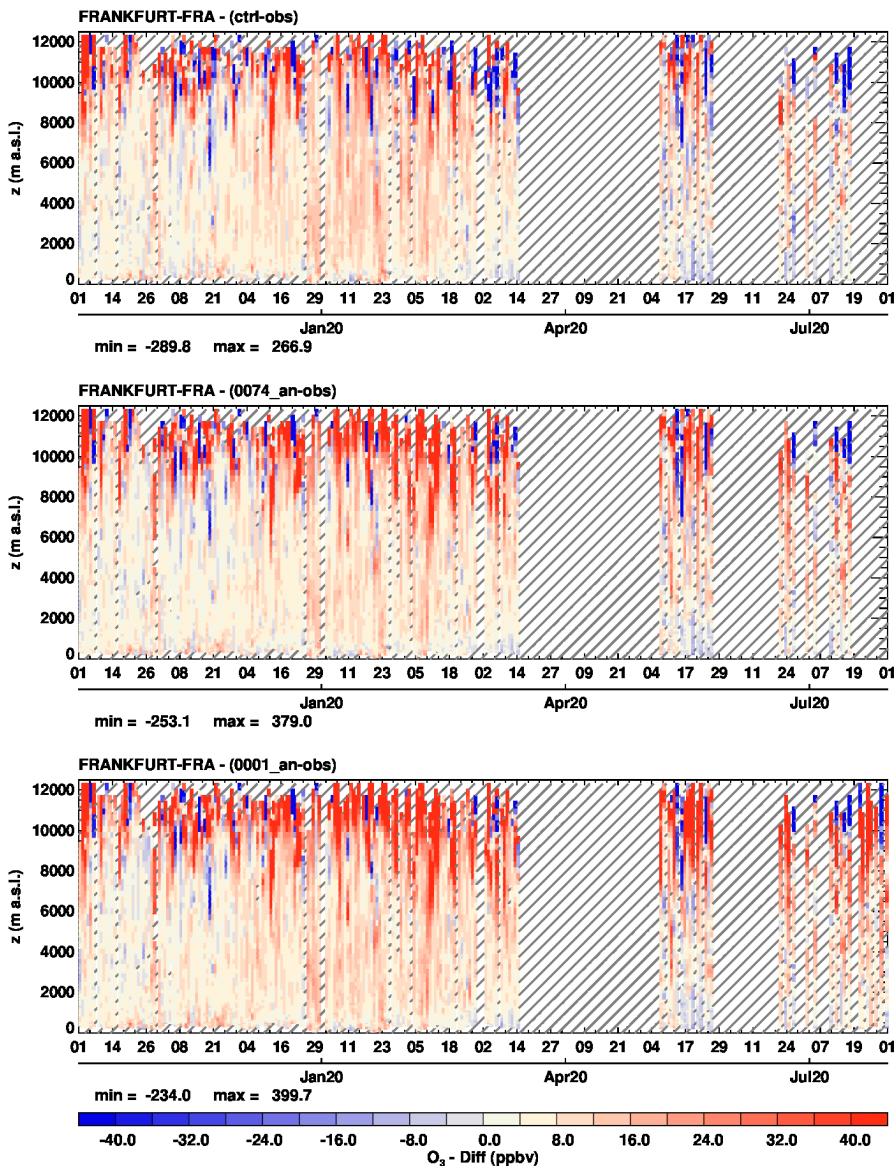 FRANKFURT-FRA - (ctrl-obs)
12000
10000
8000
6000
4000
2000
0
z (m a.s.l.)
01 14 26 08 21 04 16 29 11 23 05 18 02 14 27 09 21 04 17 29 11 24 07 19 01
Jan20 Apr20 Jul20
min = -289.8 max = 266.9
FRANKFURT-FRA - (0074_an-obs)
12000
10000
8000
6000
4000
2000
0
z (m a.s.l.)
01 14 26 08 21 04 16 29 11 23 05 18 02 14 27 09 21 04 17 29 11 24 07 19 01
Jan20 Apr20 Jul20
min = -253.1 max = 379.0
FRANKFURT-FRA - (0001_an-obs)
12000
10000
8000
6000
4000
2000
0
z (m a.s.l.)
01 14 26 08 21 04 16 29 11 23 05 18 02 14 27 09 21 04 17 29 11 24 07 19 01
Jan20 Apr20 Jul20
min = -234.0 max = 399.7
-40.0 -32.0 -24.0 -16.0 -8.0 0.0 8.0 16.0 24.0 32.0 40.0
O₃ - Diff (ppbv)